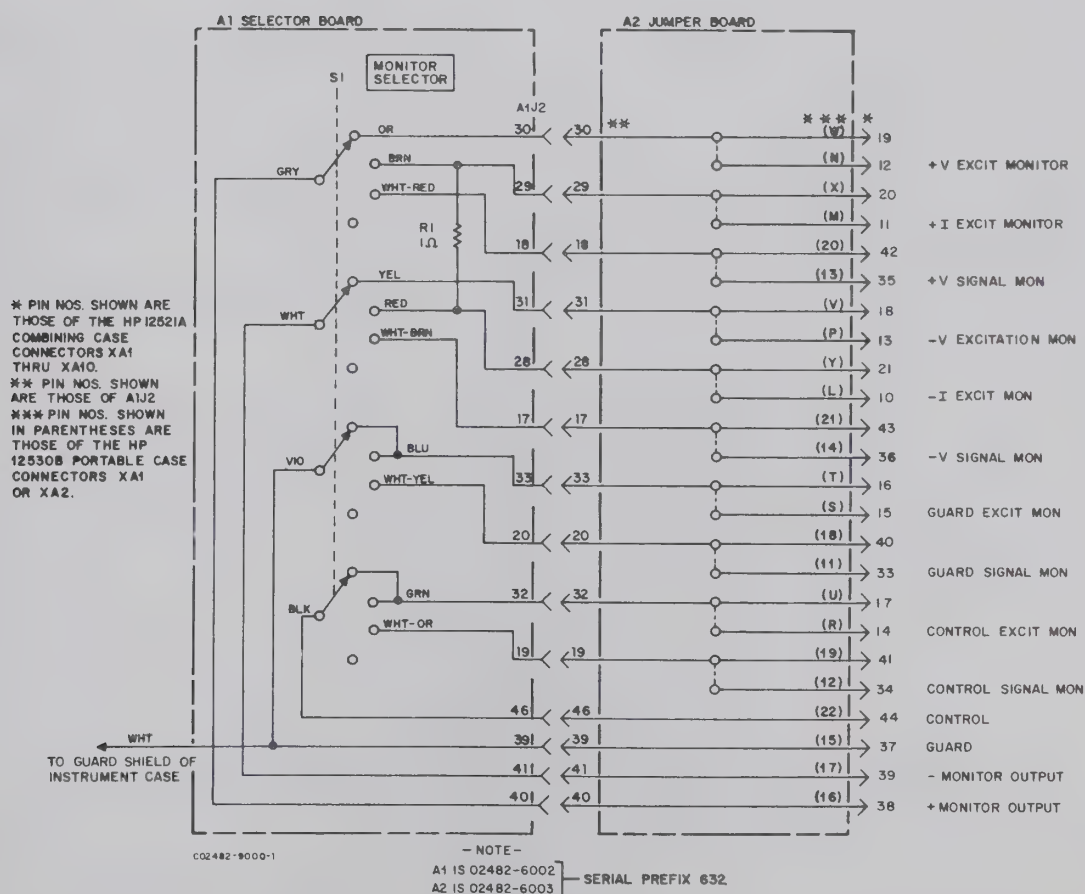 A1 SELECTOR BOARD
A2 JUMPER BOARD
MONITOR
SELECTOR
S1
A1J2
OR 30 30 ** *** *
(W) 19
BRN (N) 12 +V EXCIT MONITOR
GRY 29 29 (X) 20
WHT-RED (M) 11 +I EXCIT MONITOR
R1
1Ω
18 18 (20) 42
YEL (13) 35 +V SIGNAL MON
31 31 (V) 18
RED
WHT (P) 13 -V EXCITATION MON
WHT-BRN
28 28 (Y) 21
(L) 10 -I EXCIT MON
17 17 (21) 43
BLU (14) 36 -V SIGNAL MON
VIO
33 33 (T) 16
WHT-YEL
(S) 15 GUARD EXCIT MON
20 20 (18) 40
(11) 33 GUARD SIGNAL MON
GRN 32 32 (U) 17
BLK
WHT-OR (R) 14 CONTROL EXCIT MON
19 19 (19) 41
(12) 34 CONTROL SIGNAL MON
46 46 (22) 44 CONTROL
WHT 39 39 (15) 37 GUARD
TO GUARD SHIELD OF
INSTRUMENT CASE
41 41 (17) 39 - MONITOR OUTPUT
40 40 (16) 38 + MONITOR OUTPUT
* PIN NOS. SHOWN ARE
THOSE OF THE HP 12521A
COMBINING CASE
CONNECTORS XA1
THRU XA10.
** PIN NOS. SHOWN
ARE THOSE OF A1J2
*** PIN NOS. SHOWN
IN PARENTHESES ARE
THOSE OF THE HP
12530B PORTABLE CASE
CONNECTORS XA1
OR XA2.
C02482-9000-1
- NOTE -
A1 IS 02482-6002
A2 IS 02482-6003
SERIAL PREFIX 632